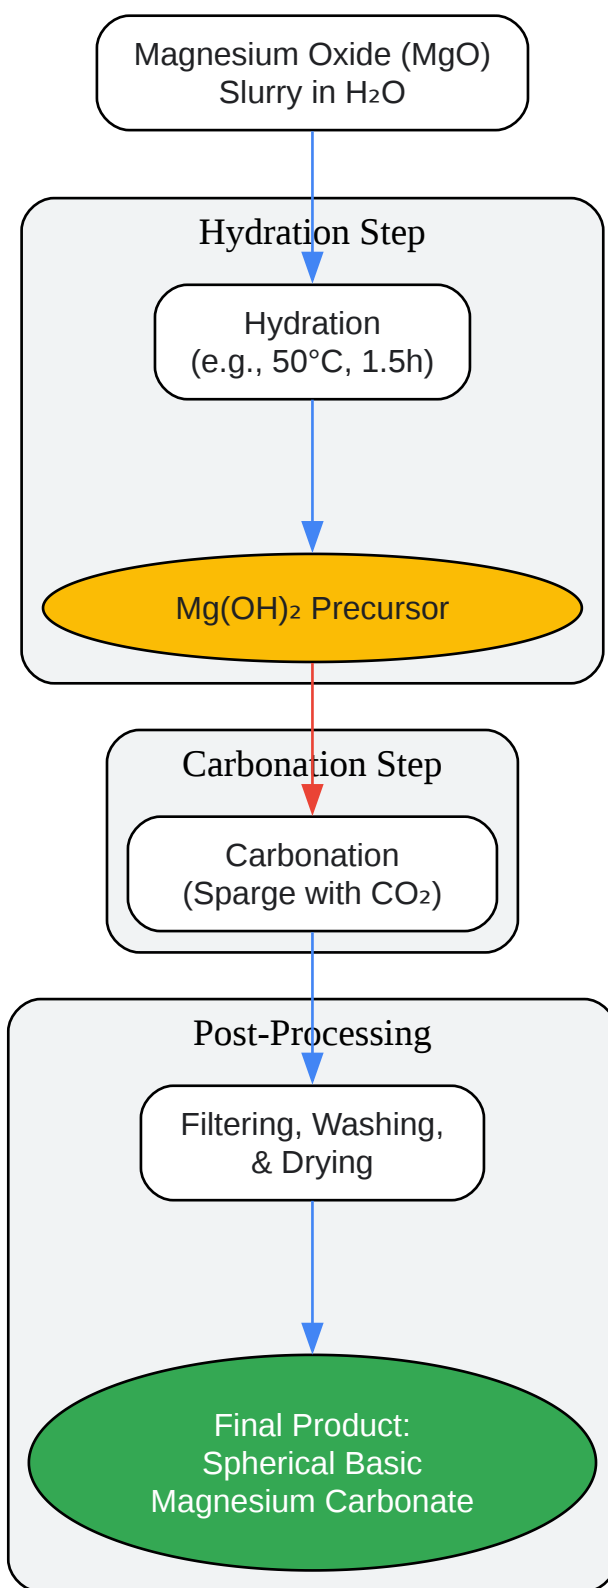 Magnesium Oxide (MgO)
Slurry in H₂O
Hydration Step
Hydration
(e.g., 50°C, 1.5h)
Mg(OH)₂ Precursor
Carbonation Step
Carbonation
(Sparge with CO₂)
Post-Processing
Filtering, Washing,
& Drying
Final Product:
Spherical Basic
Magnesium Carbonate